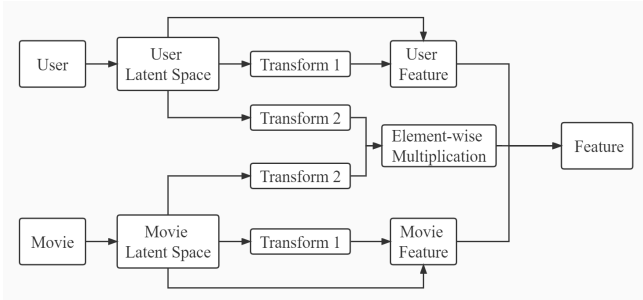 User
User
Latent Space
Transform 1
User
Feature
Transform 2
Element-wise
Multiplication
Feature
Transform 2
Movie
Movie
Latent Space
Transform 1
Movie
Feature